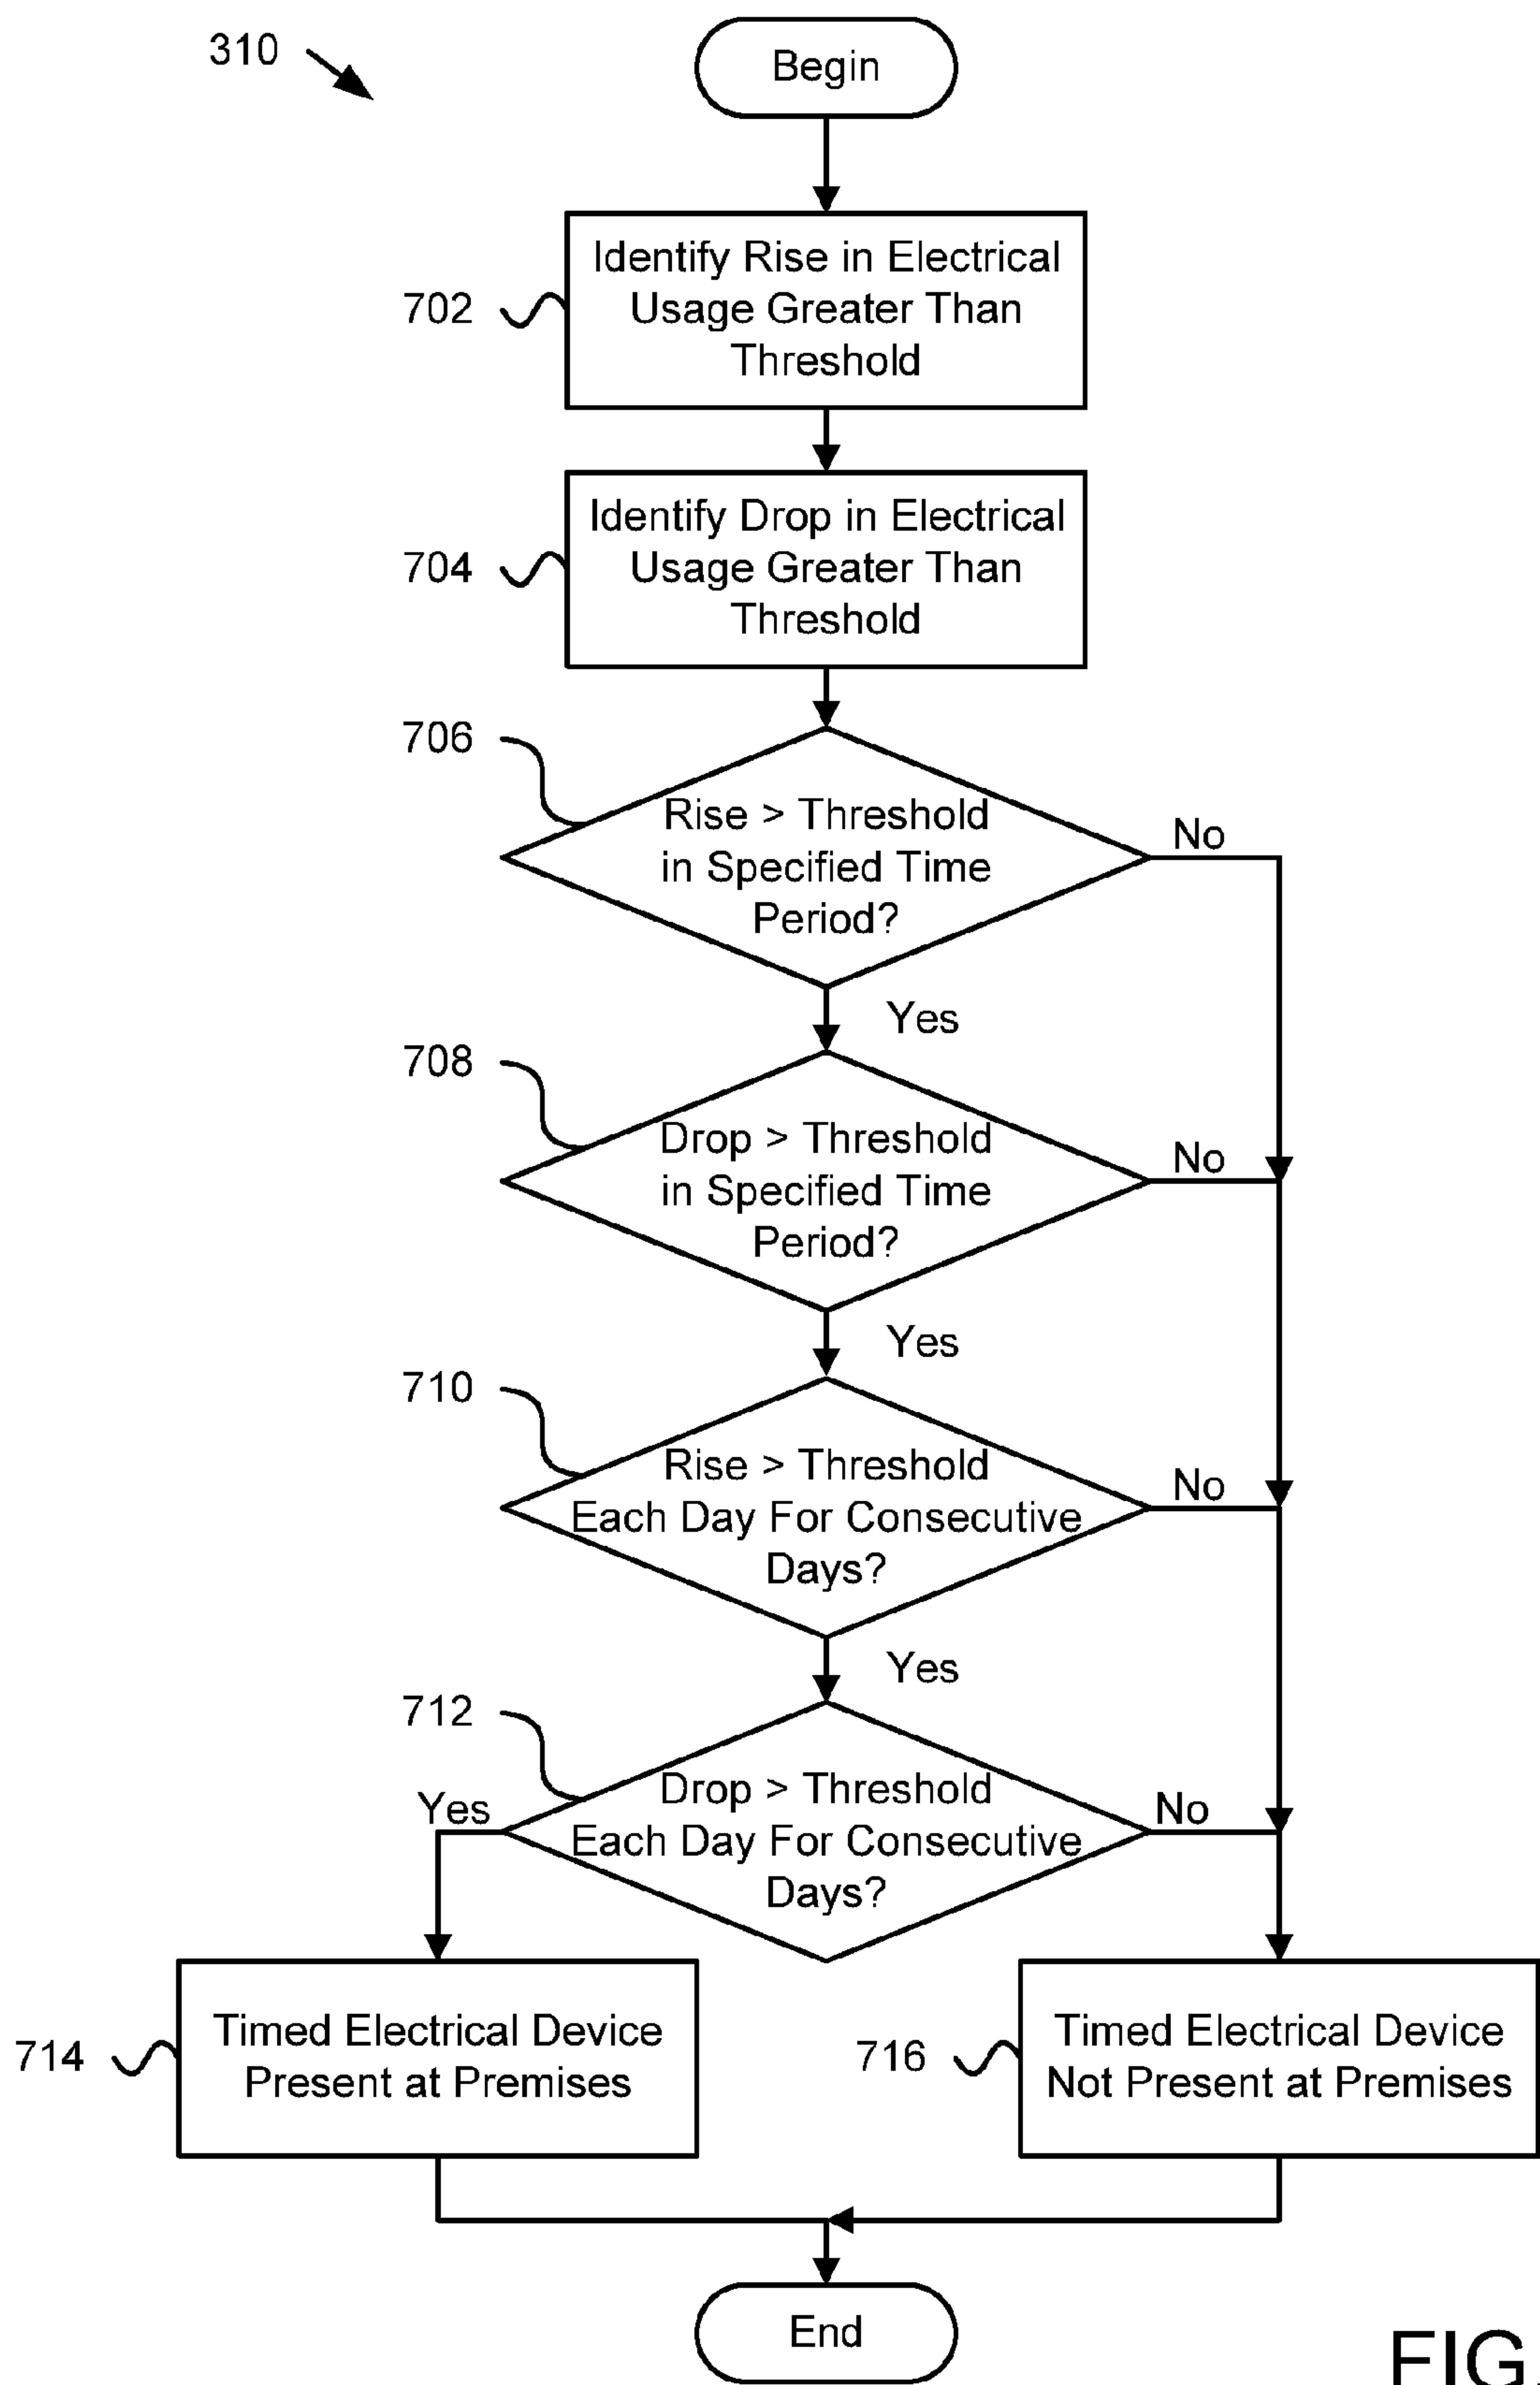 310
Begin
702
Identify Rise in Electrical
Usage Greater Than
Threshold
704
Identify Drop in Electrical
Usage Greater Than
Threshold
706
Rise > Threshold
in Specified Time
Period?
No
Yes
708
Drop > Threshold
in Specified Time
Period?
No
Yes
710
Rise > Threshold
Each Day For Consecutive
Days?
No
Yes
712
Drop > Threshold
Each Day For Consecutive
Days?
Yes
No
714
Timed Electrical Device
Present at Premises
716
Timed Electrical Device
Not Present at Premises
End
FIG.